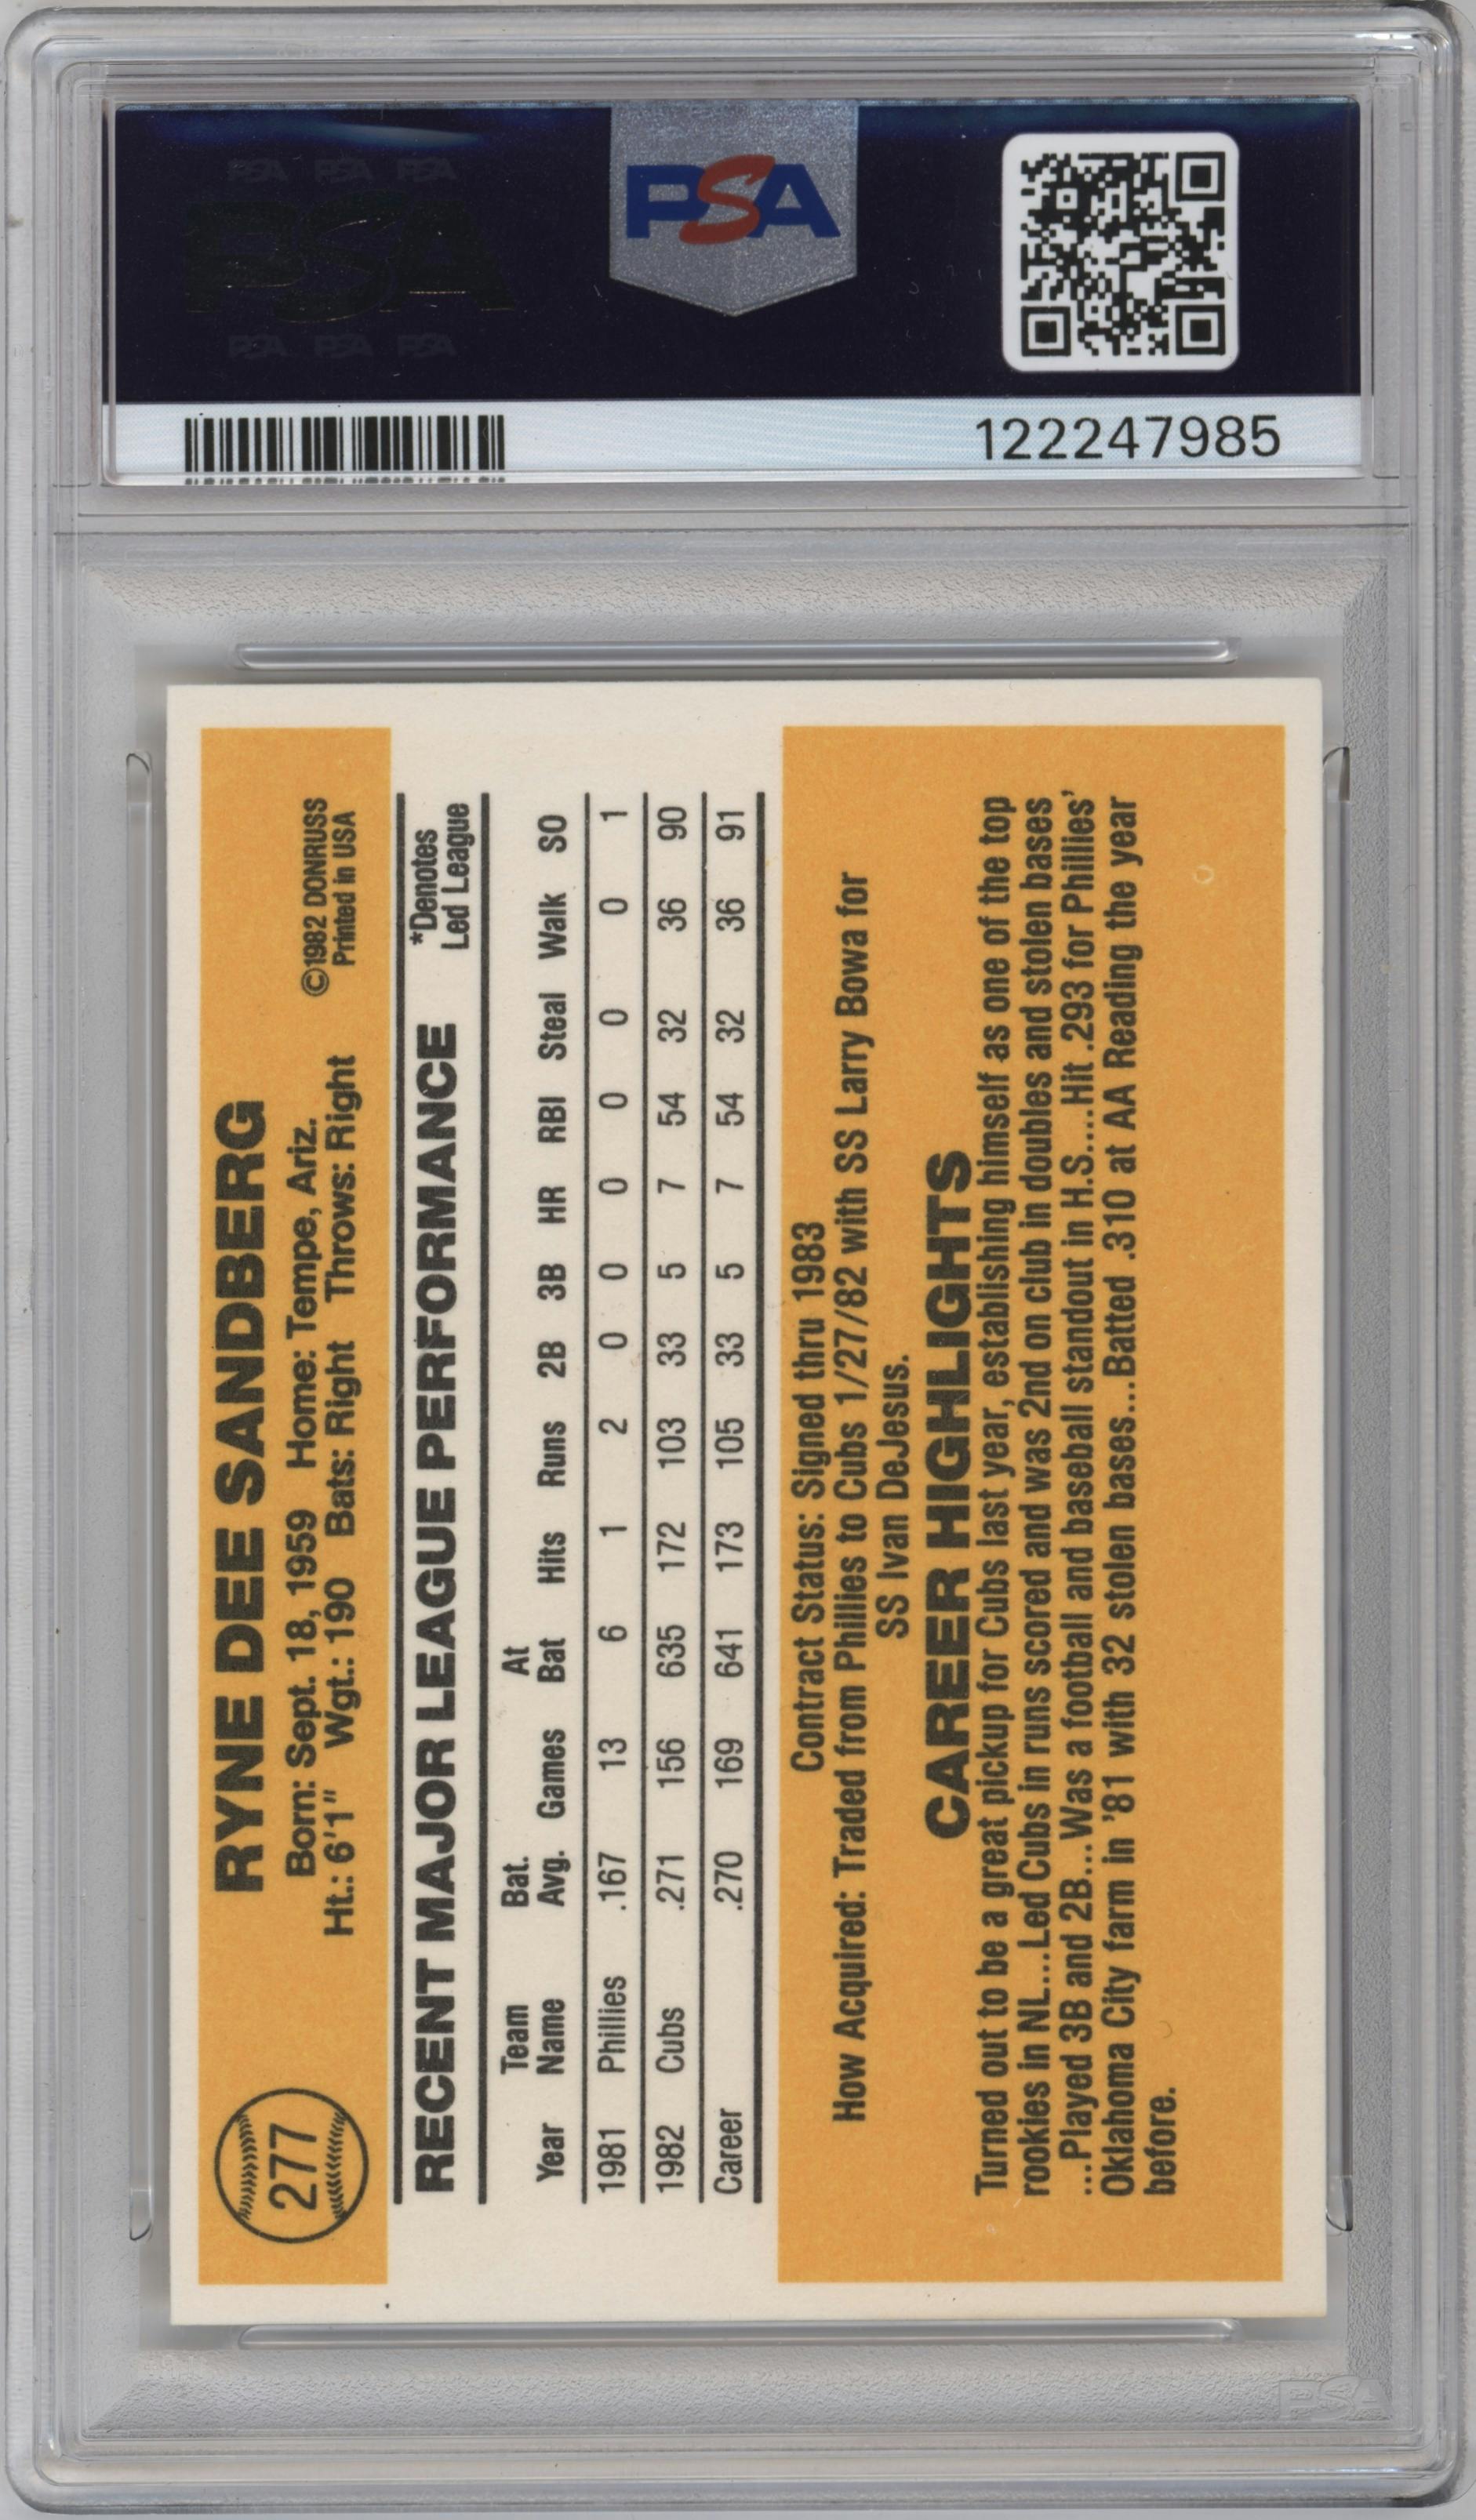 PSA PSA PSA
PSA
PSA PSA PSA
PSA
122247985
277
RYNE DEE SANDBERG
Born: Sept. 18, 1959 Home: Tempe, Ariz.
Ht.: 6'1" Wgt.: 190 Bats: Right Throws: Right
©1982 DONRUSS
Printed in USA
RECENT MAJOR LEAGUE PERFORMANCE
*Denotes
Led League
Year Team Name Bat. Avg. Games At Bat Hits Runs 2B 3B HR RBI Steal Walk SO
1981 Phillies .167 13 6 1 2 0 0 0 0 0 0 1
1982 Cubs .271 156 635 172 103 33 5 7 54 32 36 90
Career .270 169 641 173 105 33 5 7 54 32 36 91
Contract Status: Signed thru 1983
How Acquired: Traded from Phillies to Cubs 1/27/82 with SS Larry Bowa for
SS Ivan DeJesus.
CAREER HIGHLIGHTS
Turned out to be a great pickup for Cubs last year, establishing himself as one of the top
rookies in NL....Led Cubs in runs scored and was 2nd on club in doubles and stolen bases
...Played 3B and 2B...Was a football and baseball standout in H.S....Hit .293 for Phillies'
Oklahoma City farm in '81 with 32 stolen bases...Batted .310 at AA Reading the year
before.
PSA